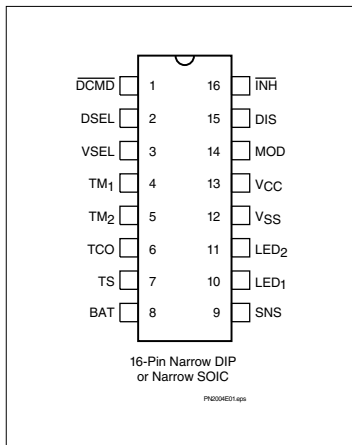 DCMD 1 16 INH
DSEL 2 15 DIS
VSEL 3 14 MOD
TM1 4 13 VCC
TM2 5 12 VSS
TCO 6 11 LED2
TS 7 10 LED1
BAT 8 9 SNS
16-Pin Narrow DIP
or Narrow SOIC
PN2004E01.eps